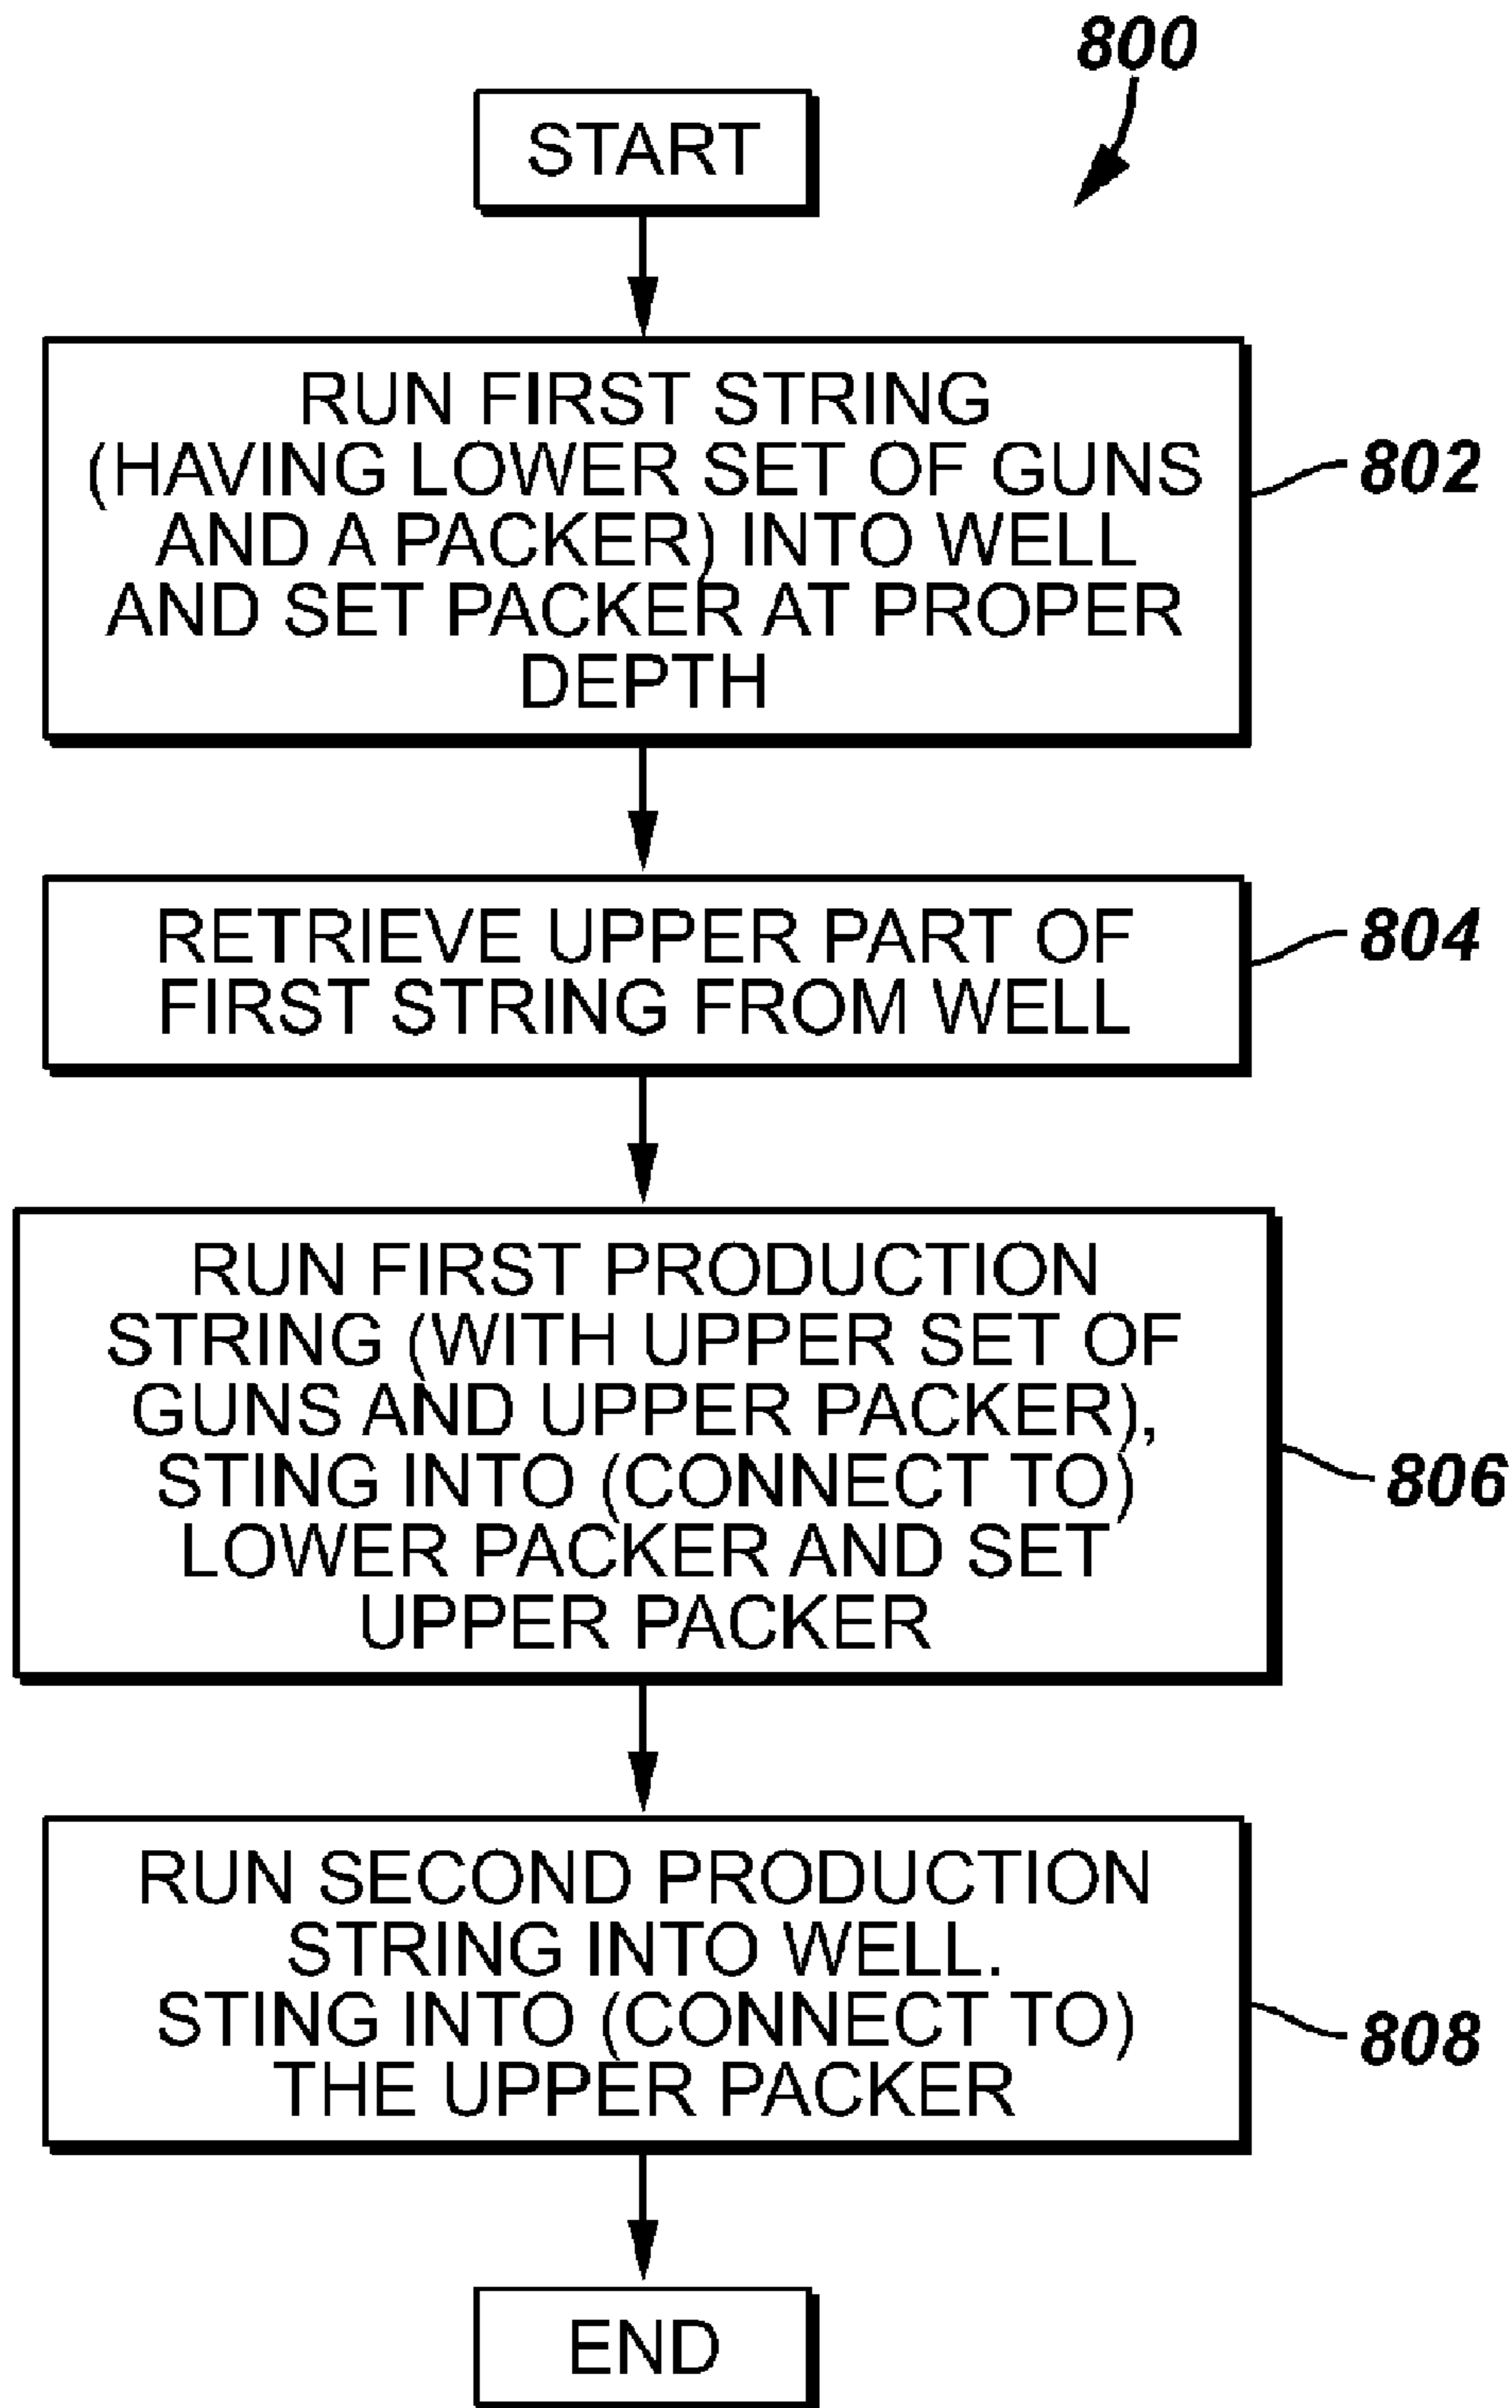 800
START
RUN FIRST STRING
(HAVING LOWER SET OF GUNS
AND A PACKER) INTO WELL
AND SET PACKER AT PROPER
DEPTH
802
RETRIEVE UPPER PART OF
FIRST STRING FROM WELL
804
RUN FIRST PRODUCTION
STRING (WITH UPPER SET OF
GUNS AND UPPER PACKER),
STING INTO (CONNECT TO)
LOWER PACKER AND SET
UPPER PACKER
806
RUN SECOND PRODUCTION
STRING INTO WELL.
STING INTO (CONNECT TO)
THE UPPER PACKER
808
END